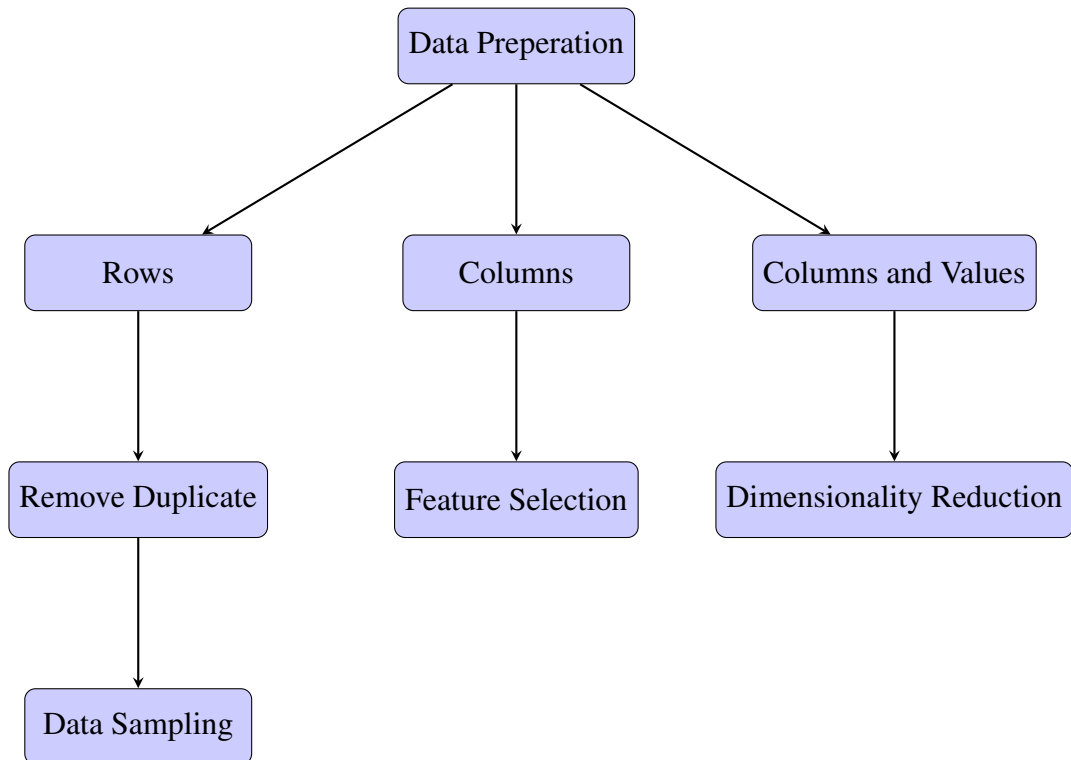 Data Preperation
Rows
Columns
Columns and Values
Remove Duplicate
Feature Selection
Dimensionality Reduction
Data Sampling